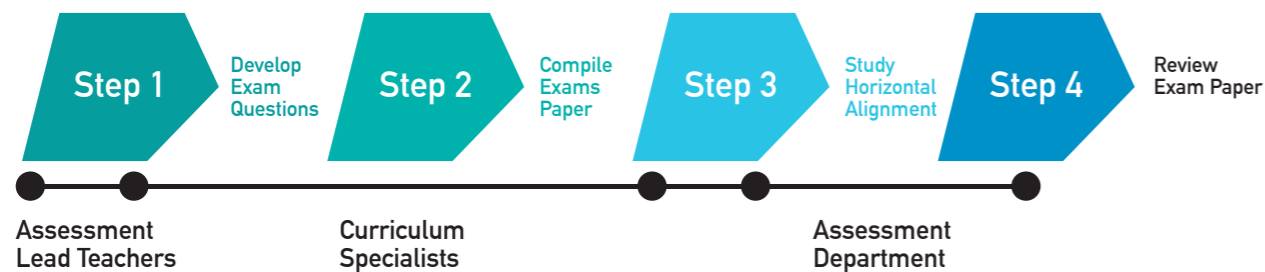 Step 1
Develop
Exam
Questions
Step 2
Compile
Exams
Paper
Step 3
Study
Horizontal
Alignment
Step 4
Review
Exam Paper
Assessment
Lead Teachers
Curriculum
Specialists
Assessment
Department